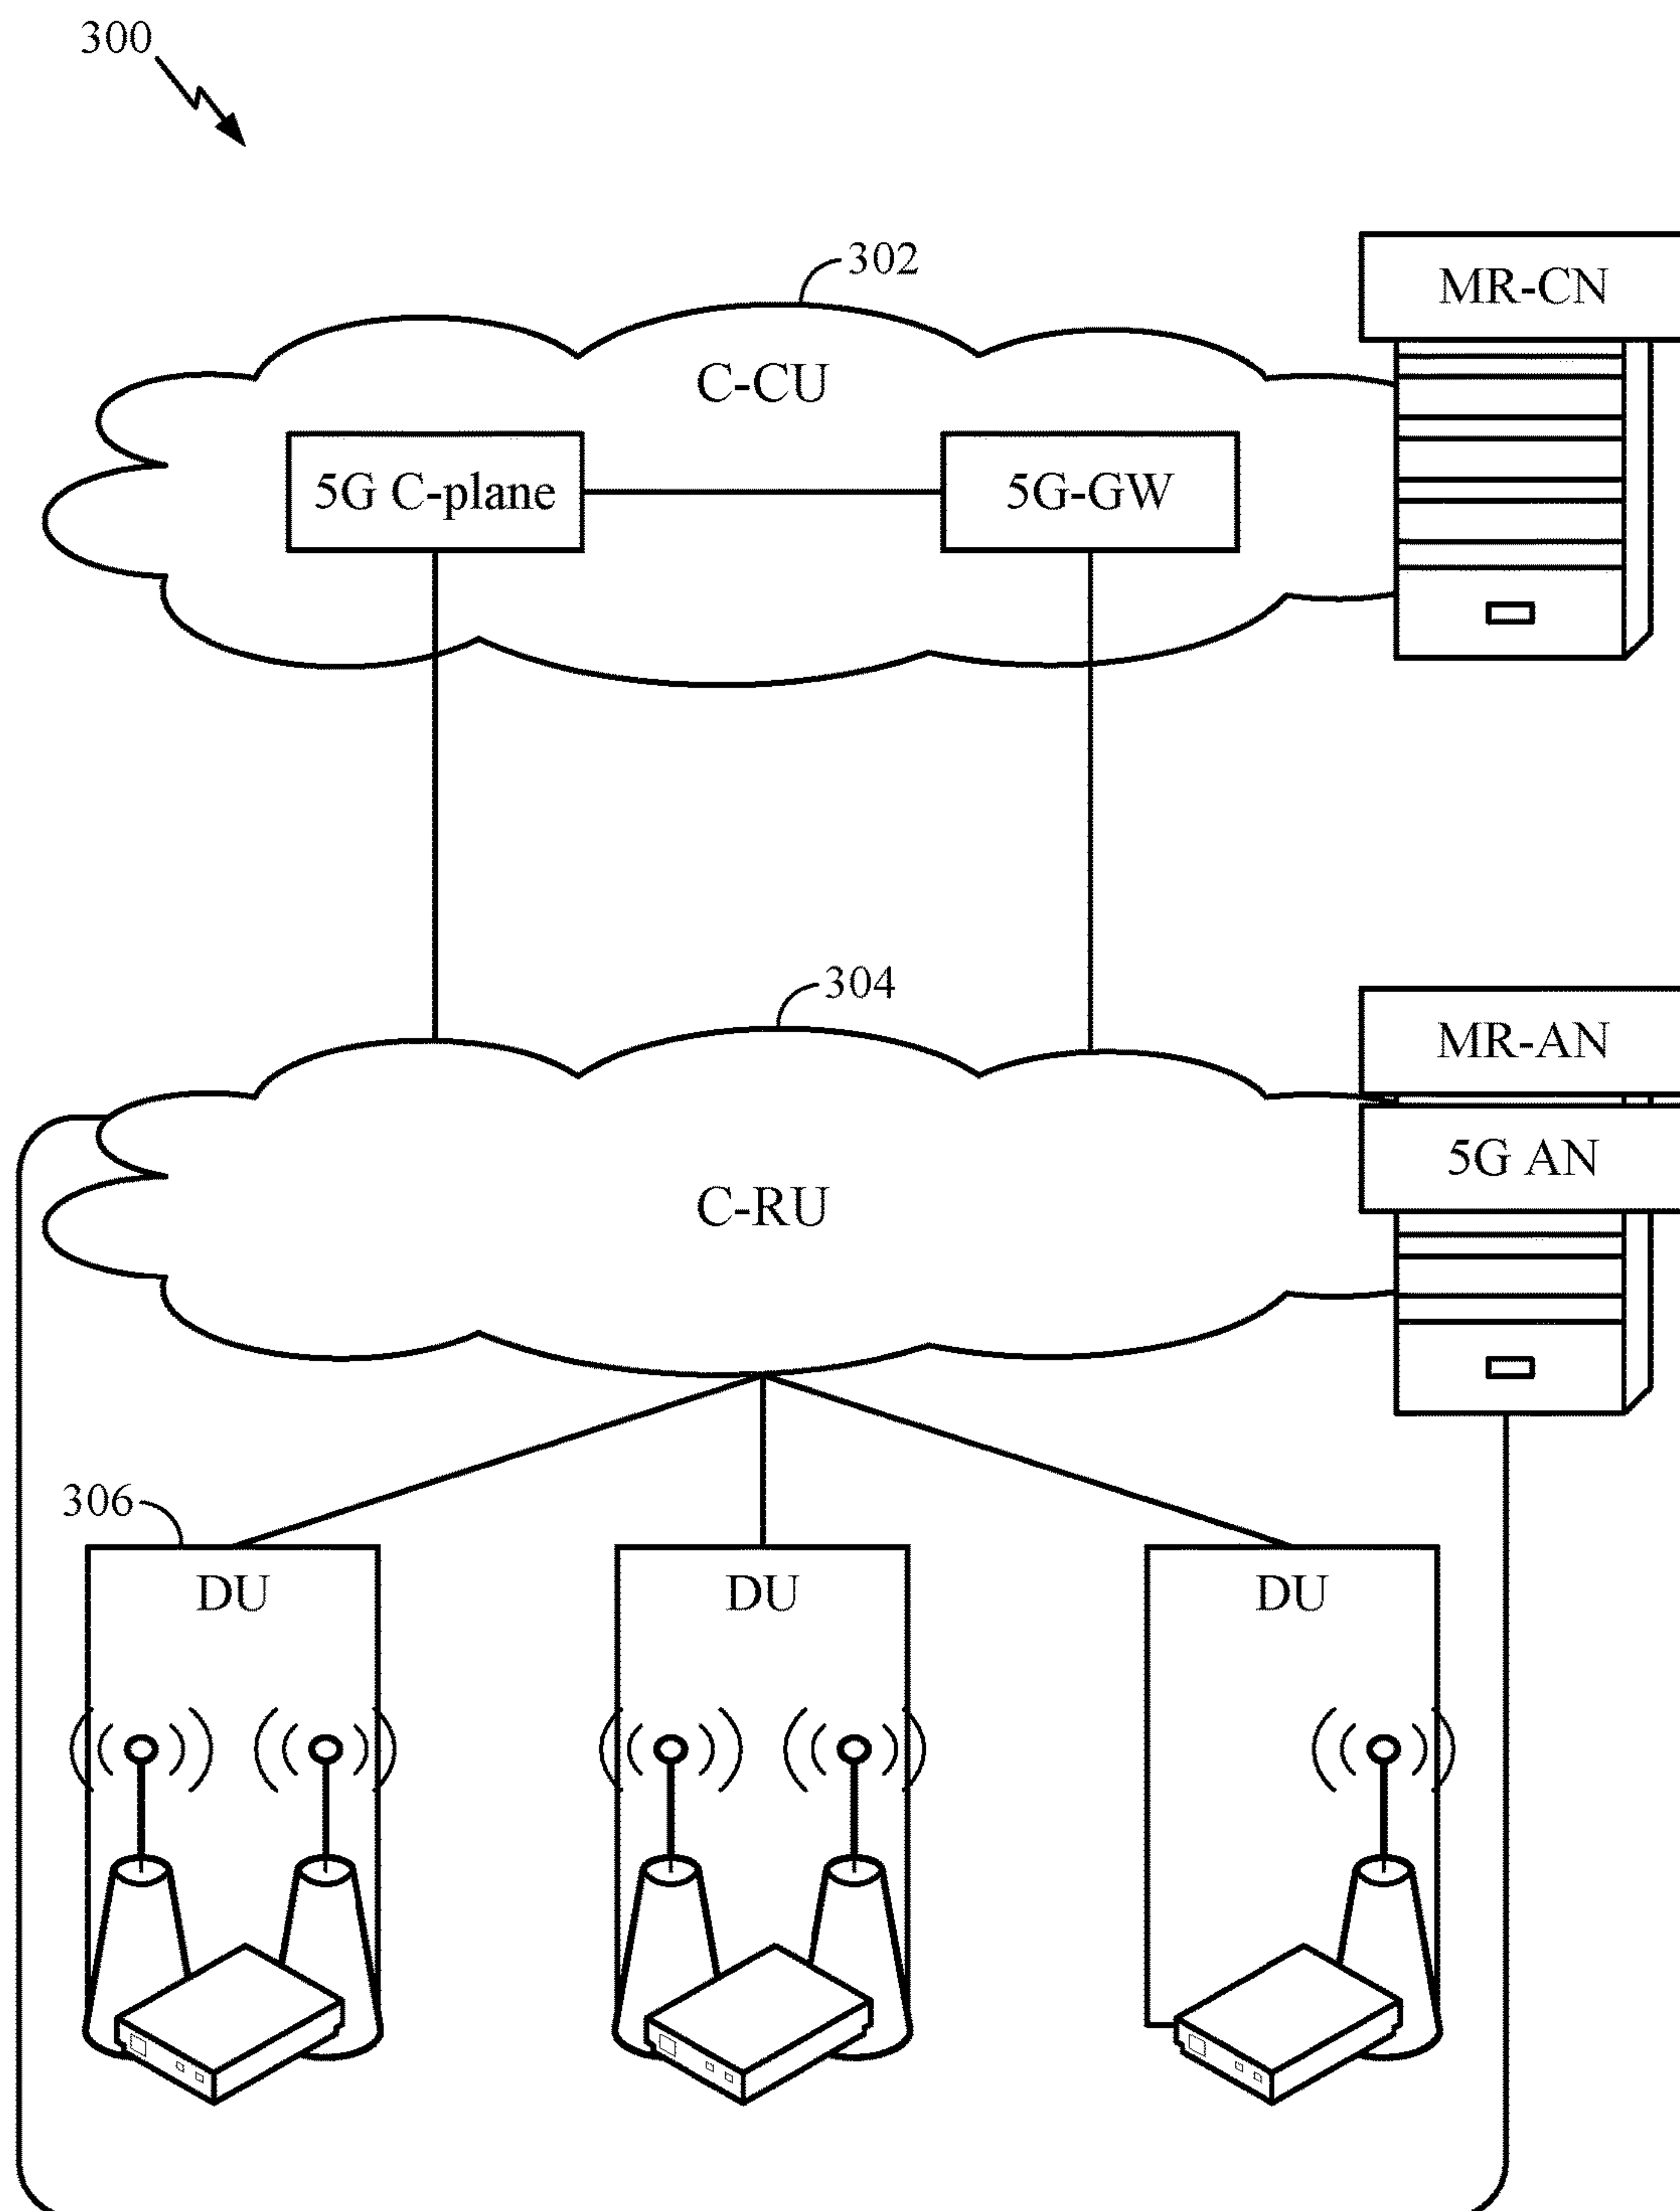 300
302
MR-CN
C-CU
5G C-plane
5G-GW
304
MR-AN
5G AN
C-RU
306
DU
DU
DU